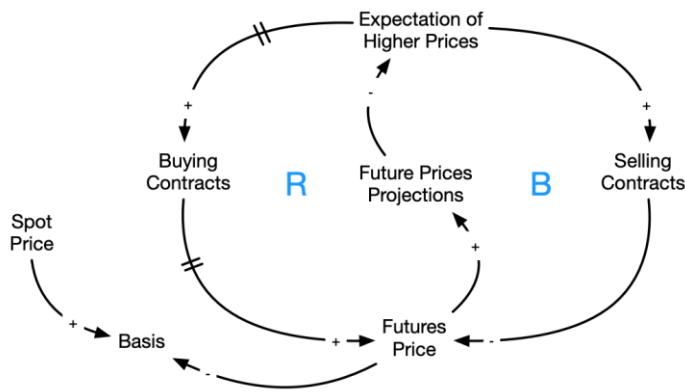 Expectation of
Higher Prices
+
-
+
Buying
Contracts
R
Future Prices
Projections
B
Selling
Contracts
Spot
Price
+
+
Basis
+
Futures
Price
-
-